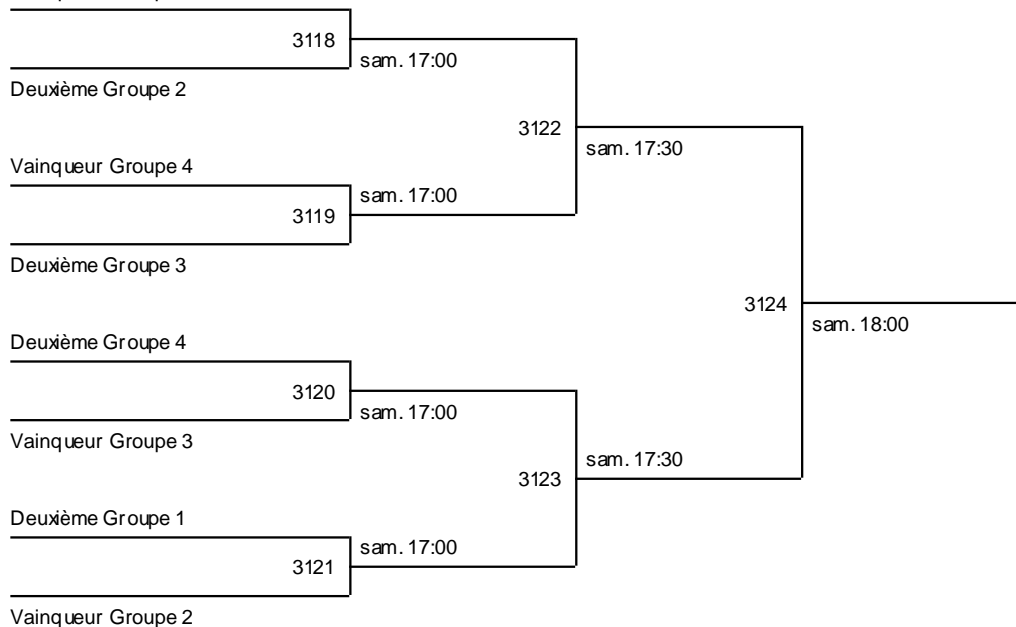 3118
sam. 17:00
Deuxième Groupe 2
3122
sam. 17:30
Vainqueur Groupe 4
sam. 17:00
3119
Deuxième Groupe 3
3124
sam. 18:00
Deuxième Groupe 4
3120
sam. 17:00
Vainqueur Groupe 3
sam. 17:30
3123
Deuxième Groupe 1
sam. 17:00
3121
Vainqueur Groupe 2